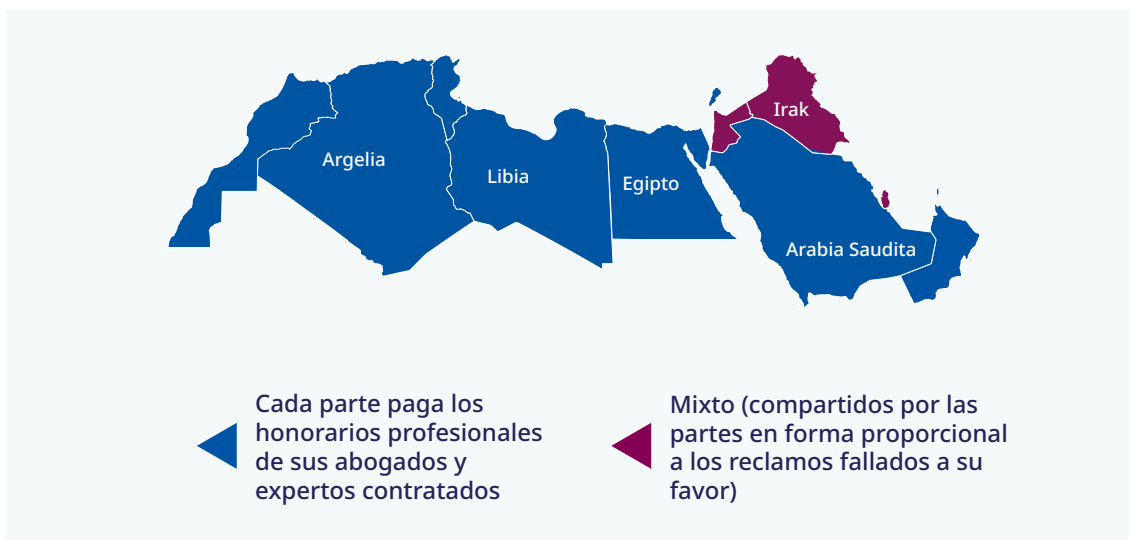 Irak
Argelia
Libia
Egipto
Arabia Saudita
Cada parte paga los
honorarios profesionales
de sus abogados y
expertos contratados
Mixto (compartidos por las
partes en forma proporcional
a los reclamos fallados a su
favor)